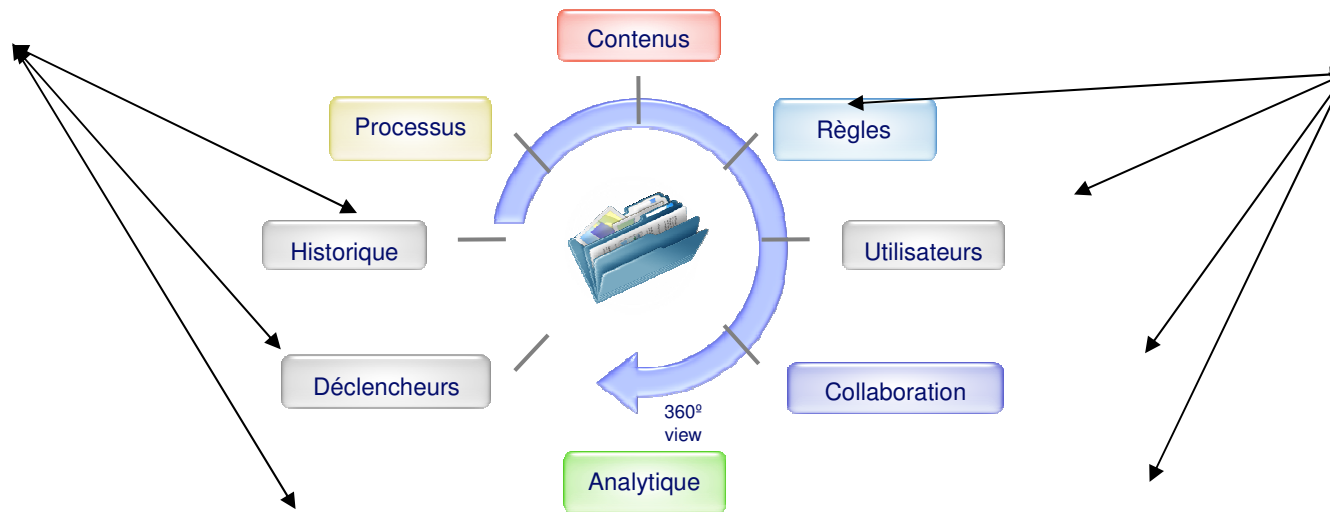 Contenus
Processus
Règles
Historique
Utilisateurs
Déclencheurs
Collaboration
360º
view
Analytique